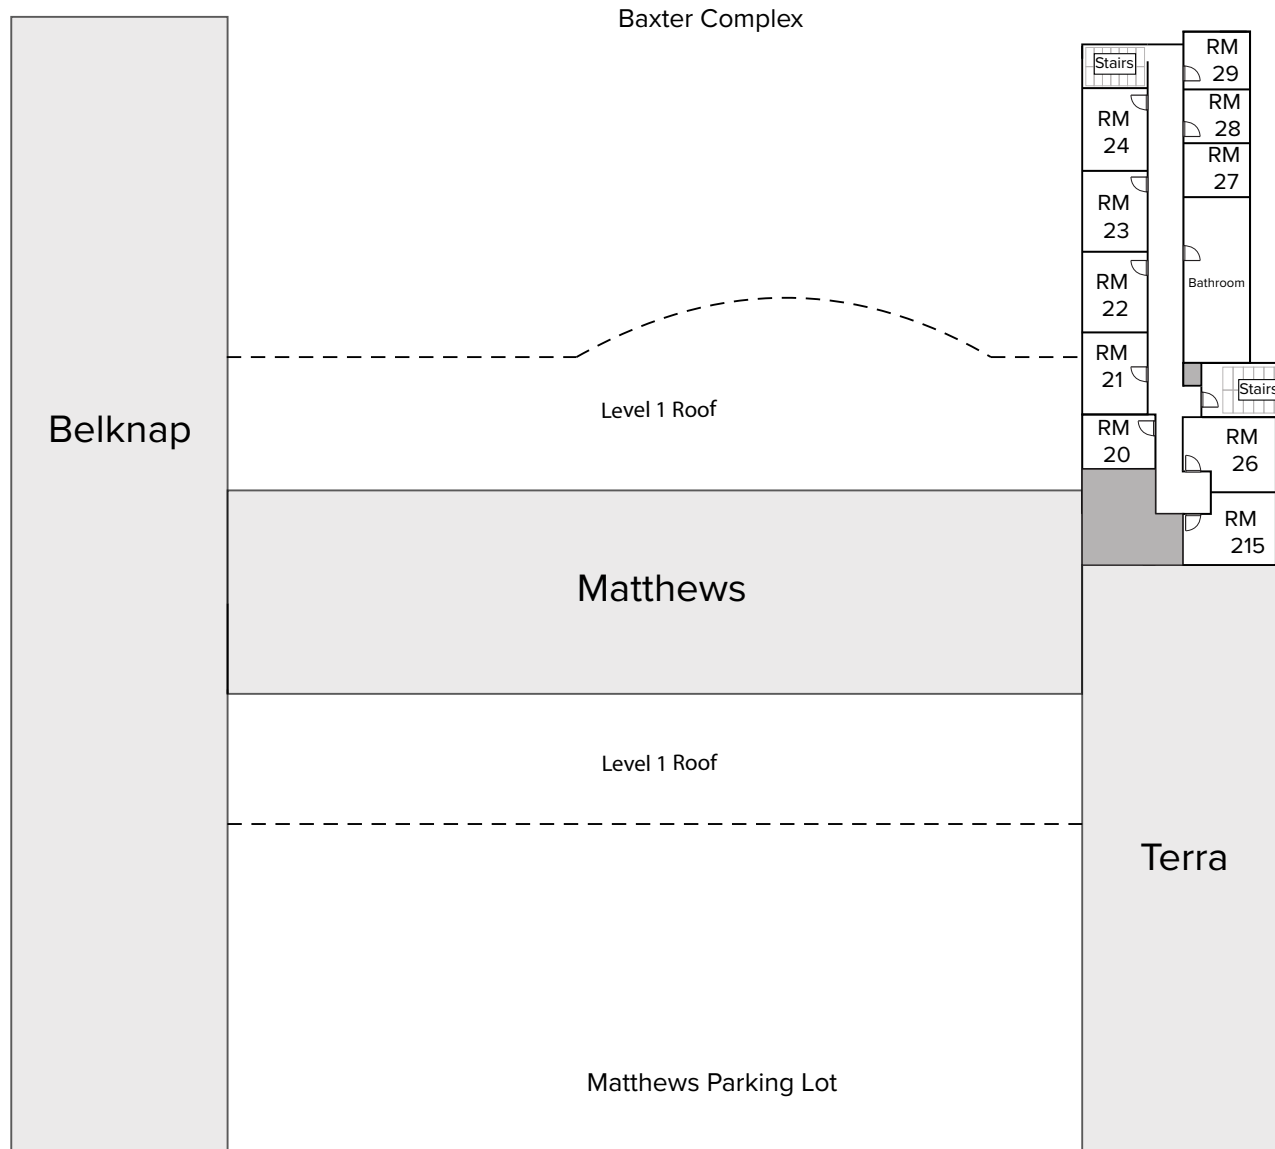 Baxter Complex
Stairs
RM
29
RM
24
RM
28
RM
27
RM
23
RM
22
Bathroom
RM
21
Stairs
RM
20
RM
26
RM
215
Level 1 Roof
Belknap
Matthews
Level 1 Roof
Terra
Matthews Parking Lot